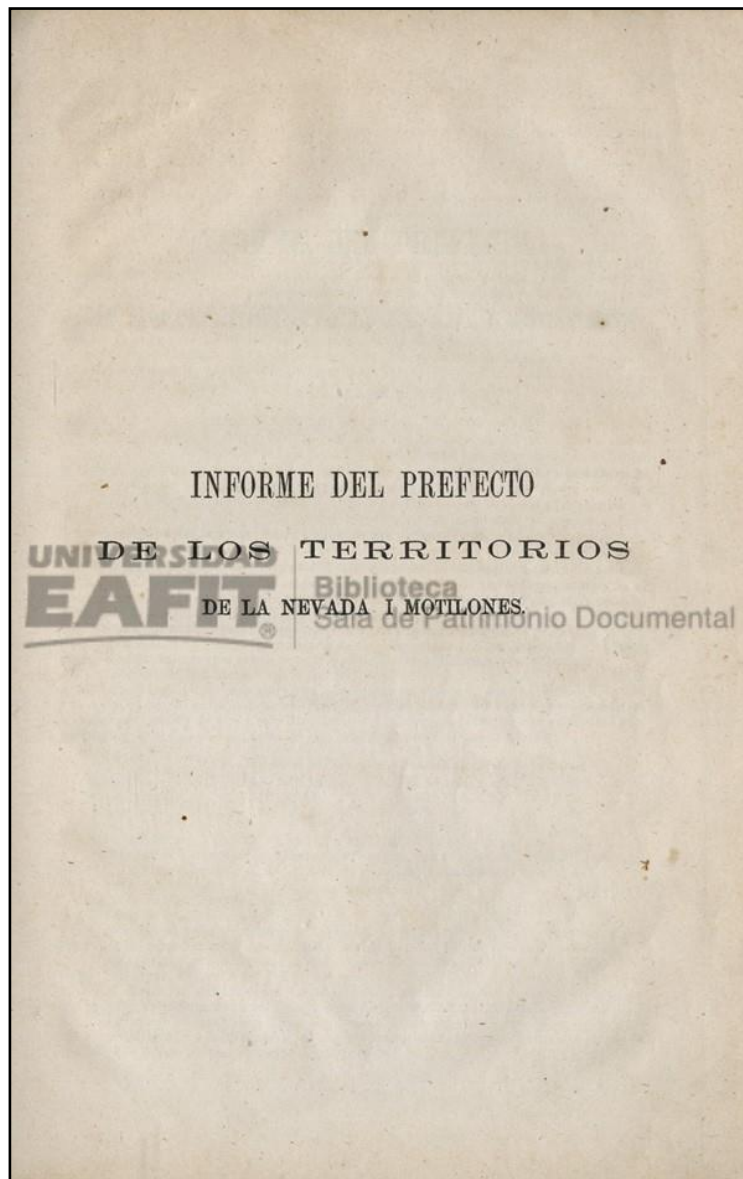 INFORME DEL PREFECTO
DE LOS TERRITORIOS
DE LA NEVADA I MOTILONES.
UNIVERSIDAD
EAFIT®
Biblioteca
Sala de Patrimonio Documental